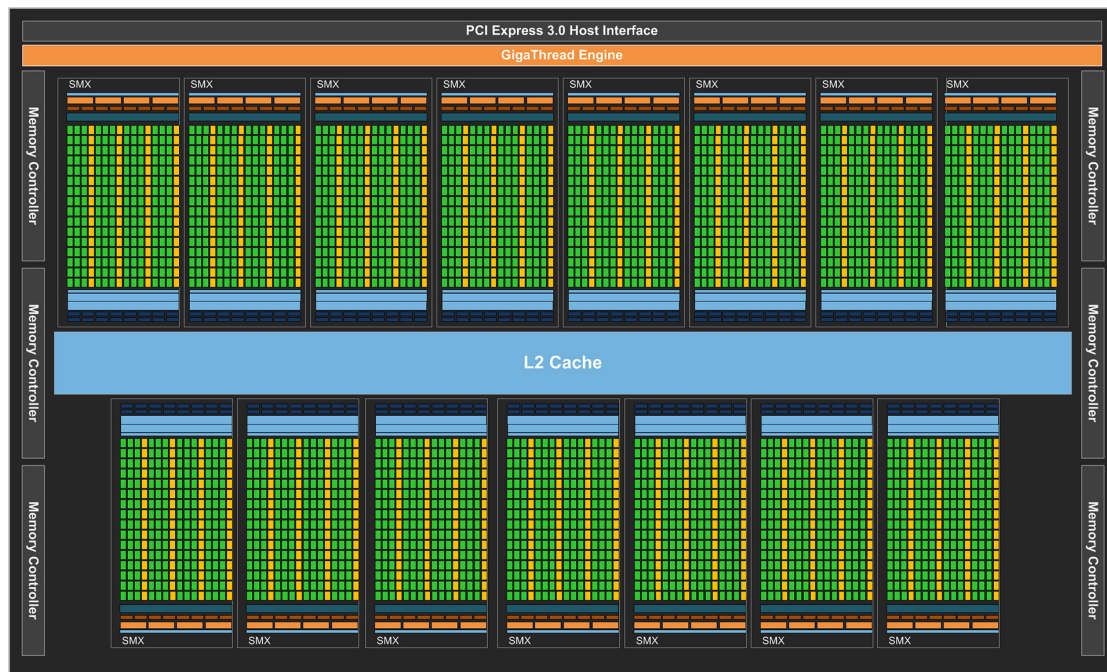 PCI Express 3.0 Host Interface
GigaThread Engine
SMX
SMX
SMX
SMX
SMX
SMX
SMX
SMX
Memory Controller
Memory Controller
Memory Controller
Memory Controller
L2 Cache
Memory Controller
Memory Controller
SMX
SMX
SMX
SMX
SMX
SMX
SMX